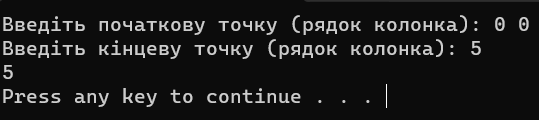 Введіть початкову точку (рядок колонка): 0 0
Введіть кінцеву точку (рядок колонка): 5
5
Press any key to continue . . .